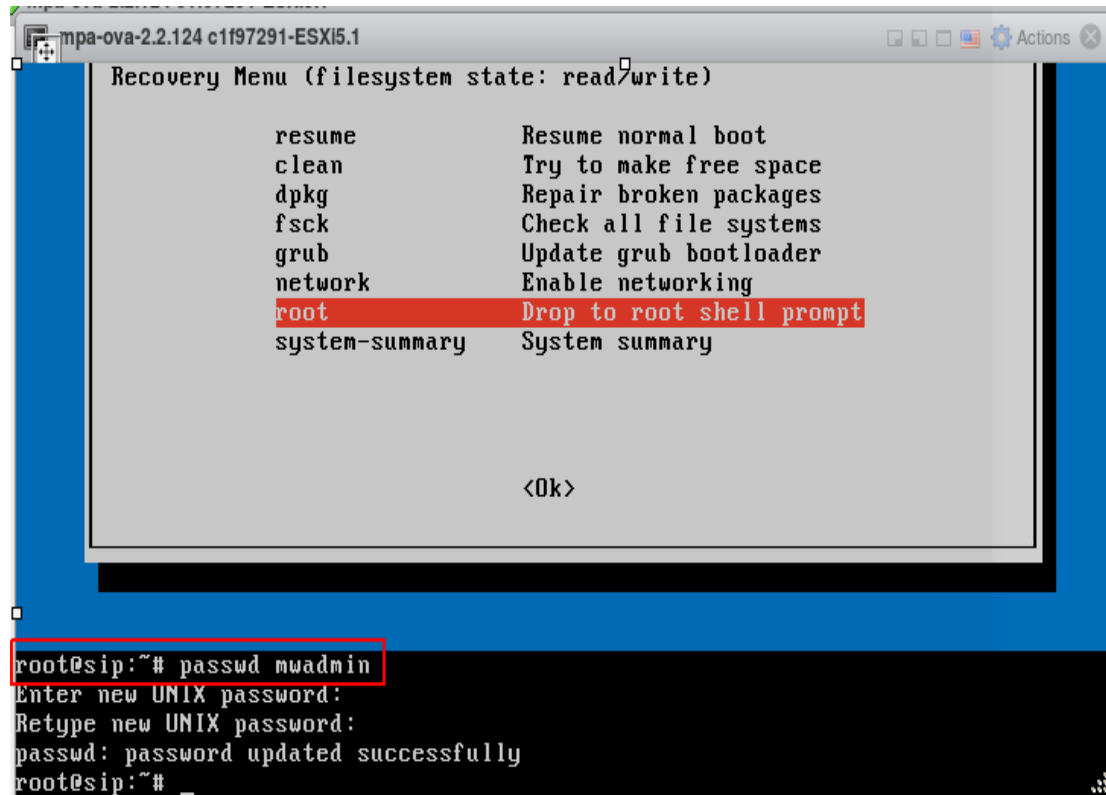 mpa-ova-2.2.124 c1f97291-ESXi5.1 Actions
Recovery Menu (filesystem state: read/write)
resume Resume normal boot
clean Try to make free space
dpkg Repair broken packages
fsck Check all file systems
grub Update grub bootloader
network Enable networking
root Drop to root shell prompt
system-summary System summary
<Ok>
root@sip:~# passwd mwadmin
Enter new UNIX password:
Retype new UNIX password:
passwd: password updated successfully
root@sip:~# _